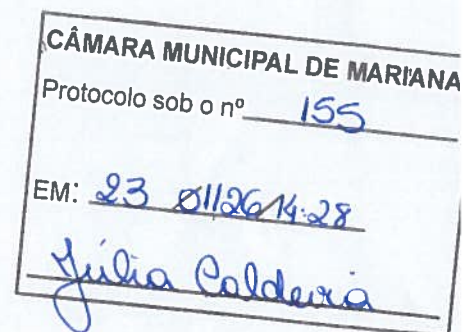 CÂMARA MUNICIPAL DE MARIANA
Protocolo sob o nº 155
EM: 23 01/26 14:28
Júlia Caldeira